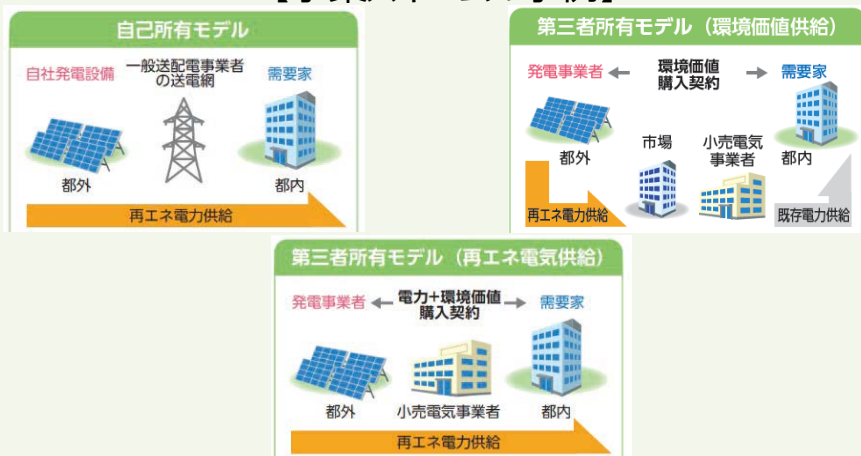 自己所有モデル
自社発電設備
一般送配電事業者
の送電網
需要家
都外
都内
再エネ電力供給
第三者所有モデル（環境価値供給）
発電事業者
環境価値
購入契約
需要家
都外
市場
小売電気
事業者
都内
再エネ電力供給
既存電力供給
第三者所有モデル（再エネ電気供給）
発電事業者
電力+環境価値
購入契約
需要家
都外
小売電気事業者
都内
再エネ電力供給